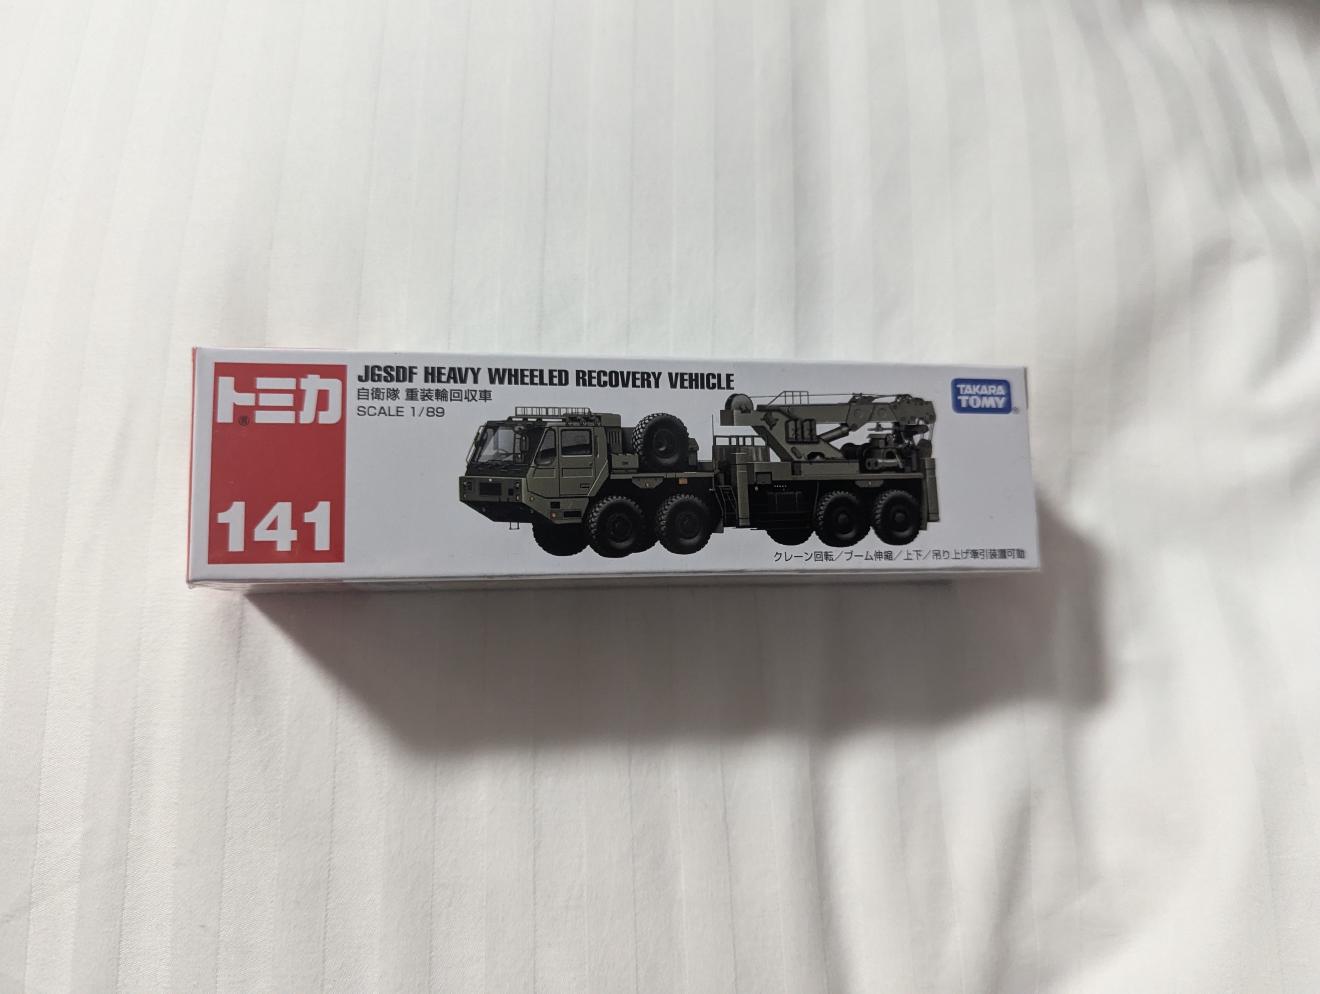 トミカ
141
JGSDF HEAVY WHEELED RECOVERY VEHICLE
自衛隊 重装輪回収車
SCALE 1/89
TAKARA
TOMY
クレーン回転/ブーム伸縮/上下/吊り上げ牽引装置可動